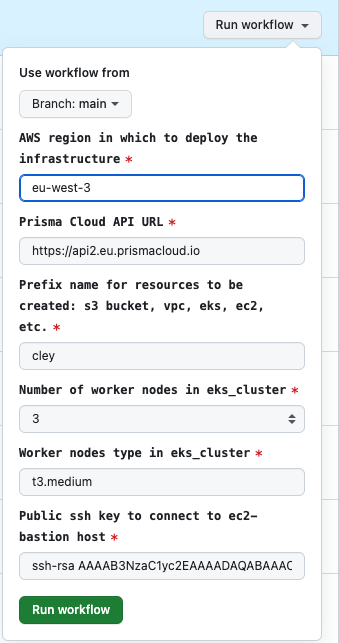 Run workflow
Use workflow from
Branch: main
AWS region in which to deploy the
infrastructure *
eu-west-3
Prisma Cloud API URL *
https://api2.eu.prismacloud.io
Prefix name for resources to be
created: s3 bucket, vpc, eks, ec2,
etc. *
cley
Number of worker nodes in eks_cluster *
3
Worker nodes type in eks_cluster *
t3.medium
Public ssh key to connect to ec2-
bastion host *
ssh-rsa AAAAB3NzaC1yc2EAAAADAQABAAAC
Run workflow